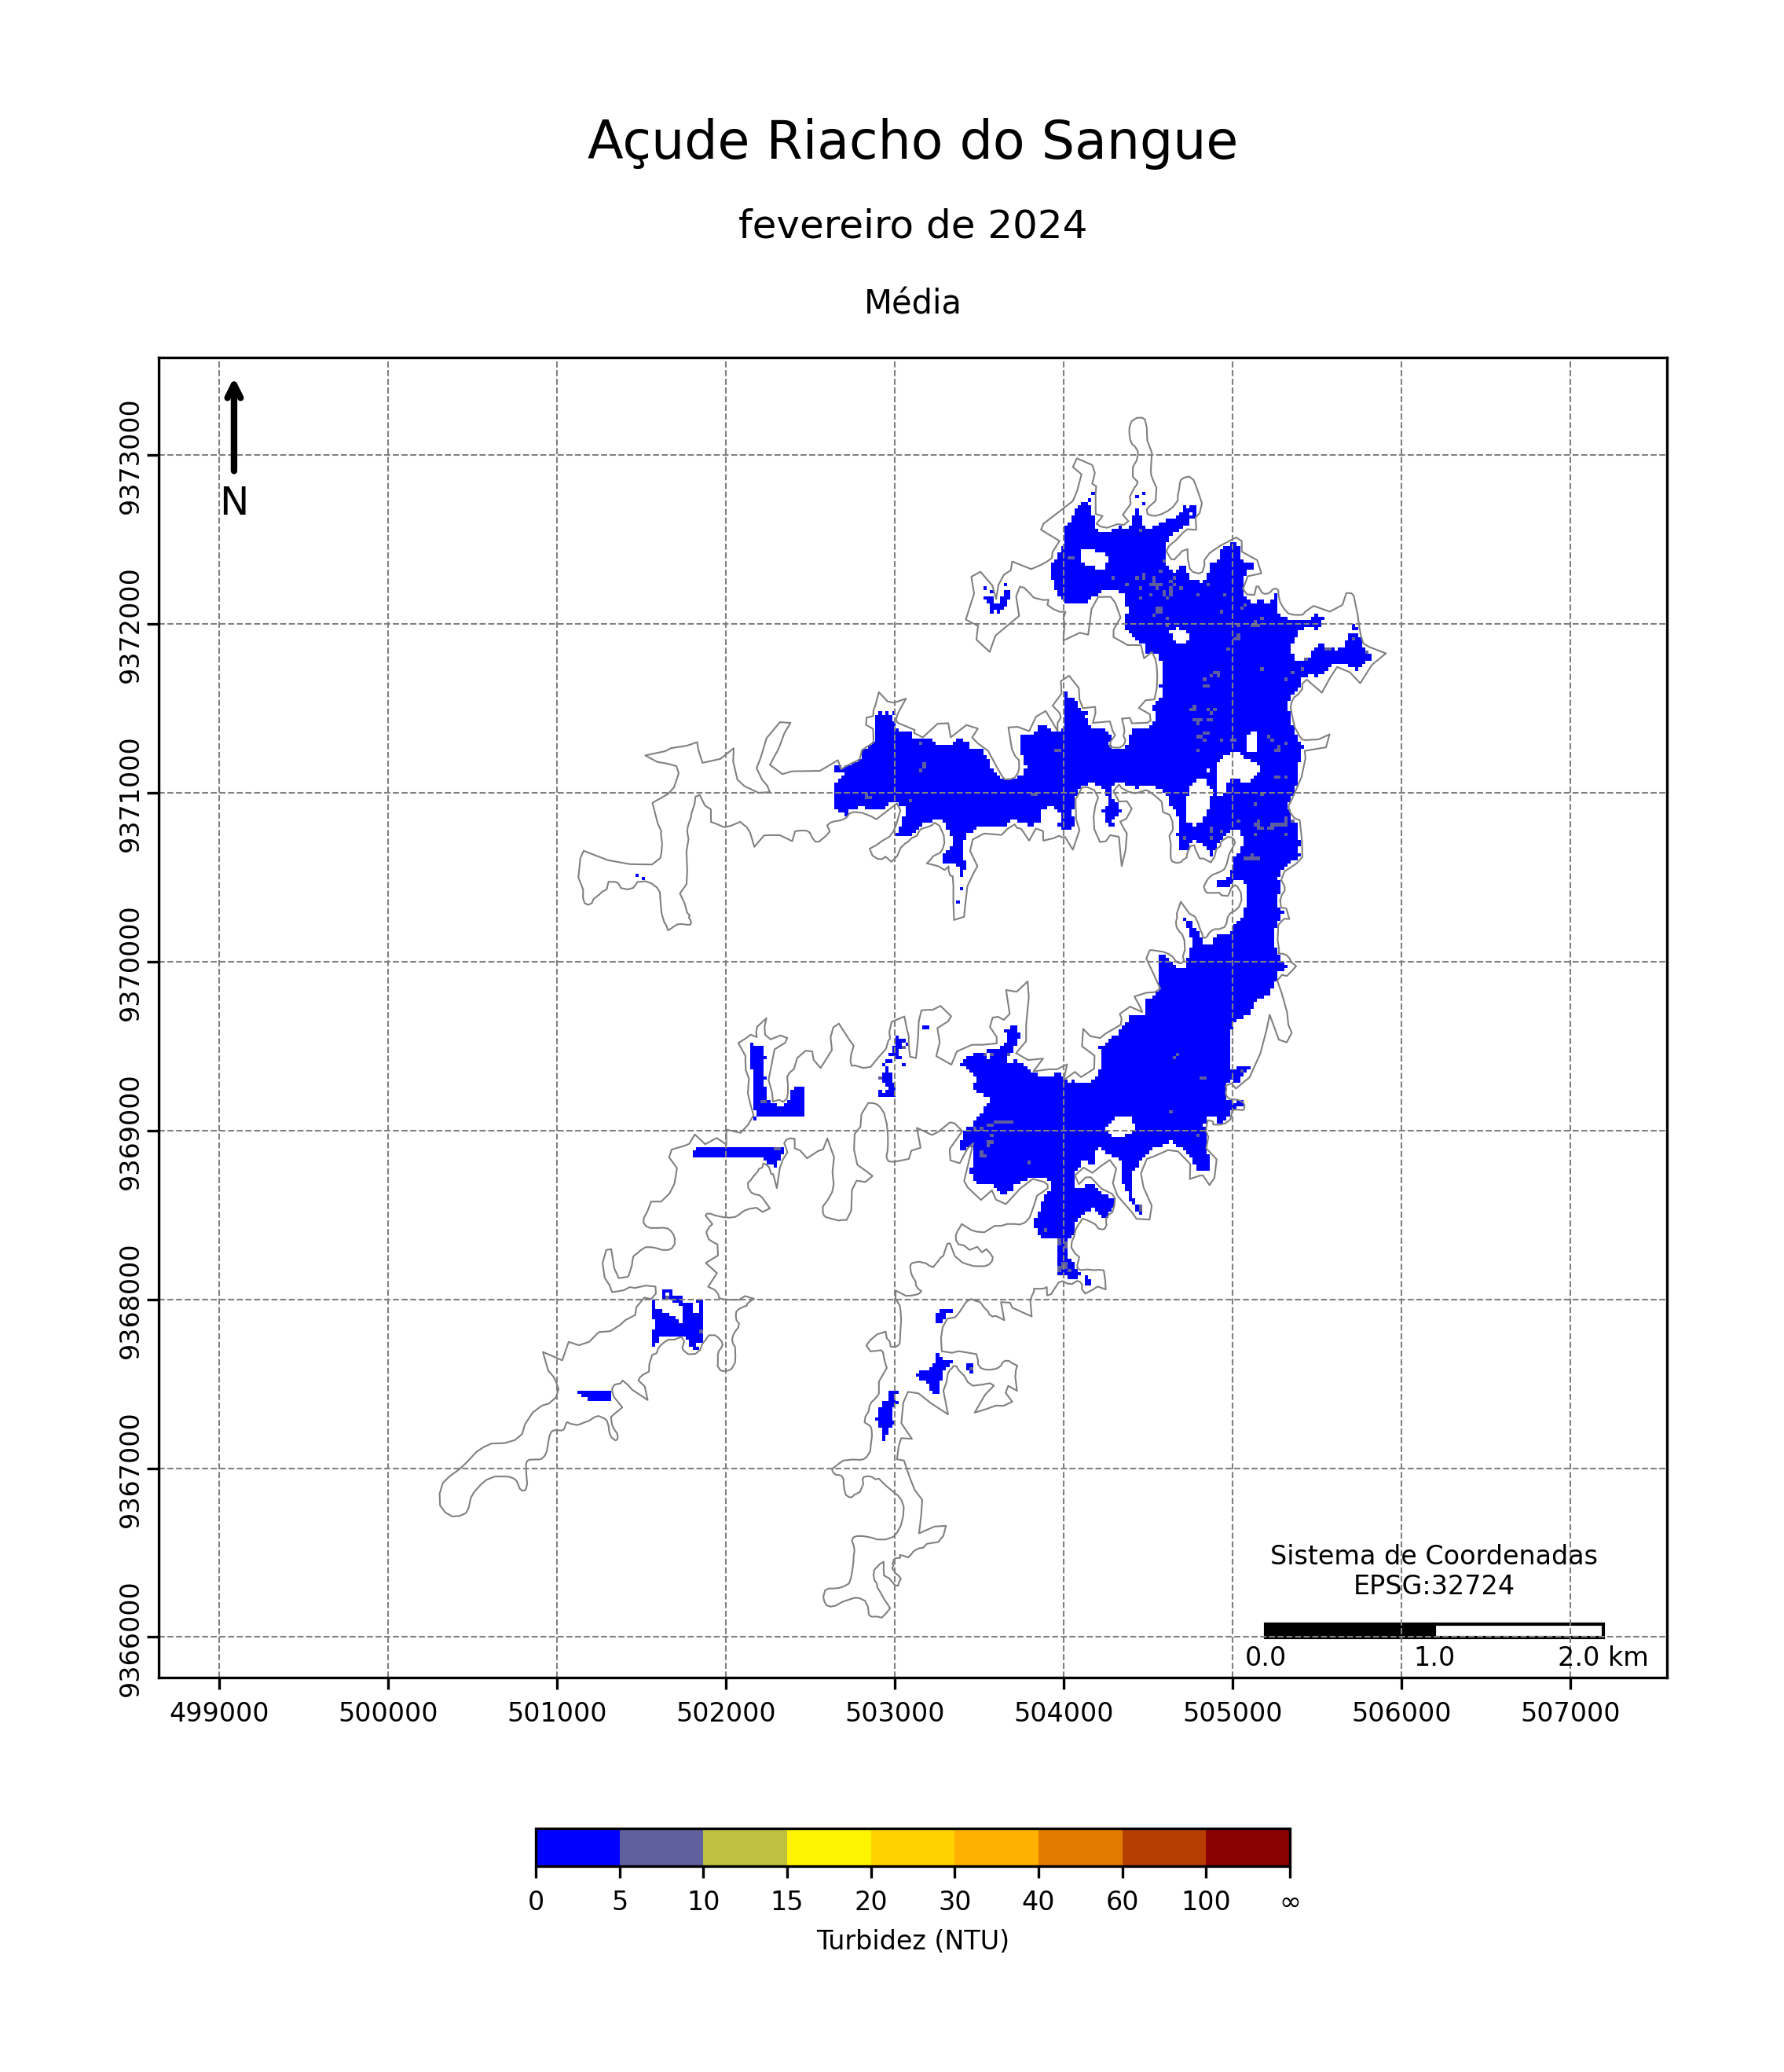 Açude Riacho do Sangue
fevereiro de 2024
Média
N
9373000
9372000
9371000
9370000
9369000
9368000
9367000
9366000
Sistema de Coordenadas
EPSG:32724
0.0 1.0 2.0 km
499000 500000 501000 502000 503000 504000 505000 506000 507000
0 5 10 15 20 30 40 60 100 ∞
Turbidez (NTU)